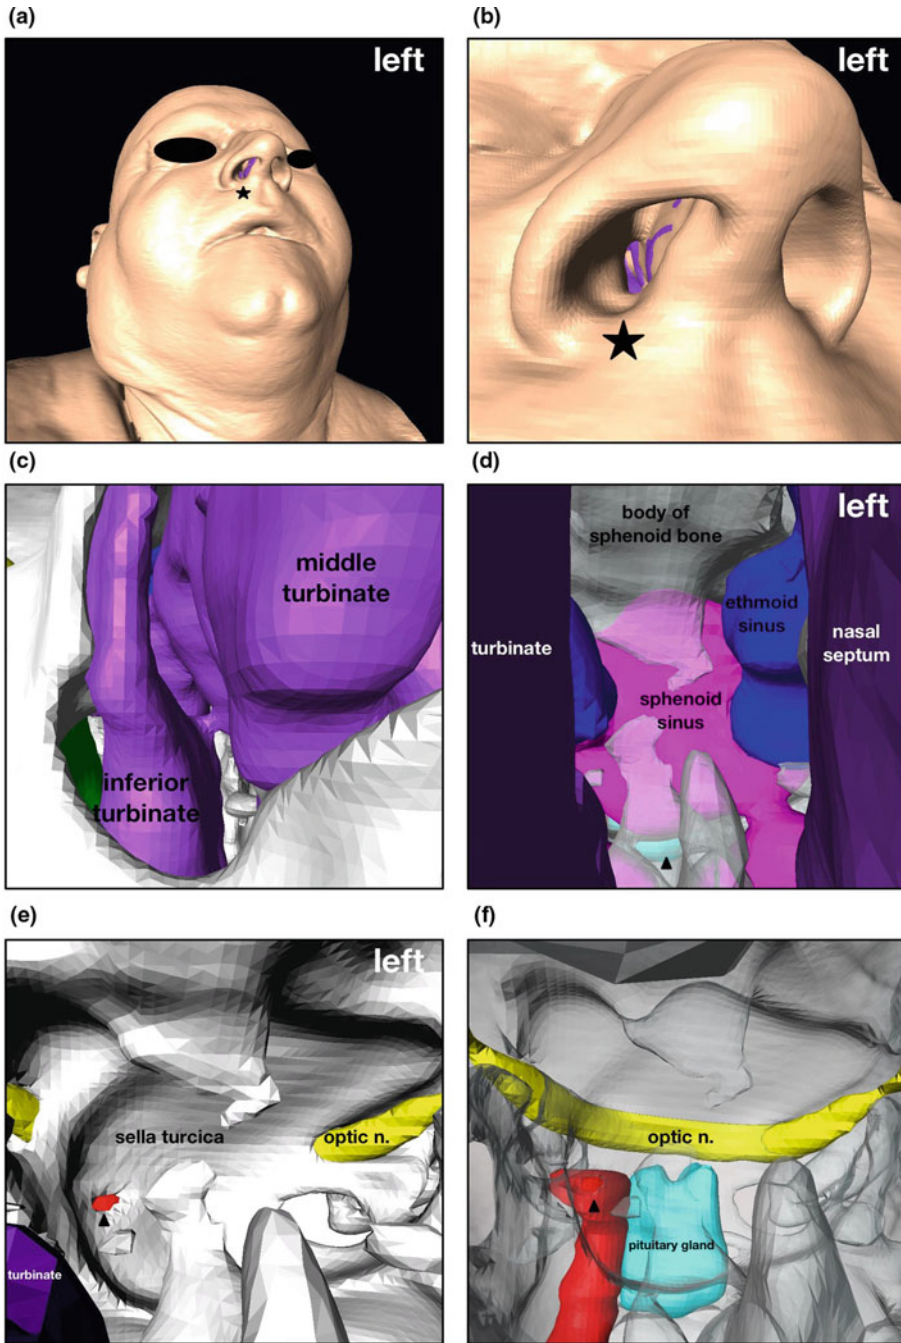 (a)
left
(b)
left
(c)
middle
turbinate
inferior
turbinate
(d)
left
body of
sphenoid bone
ethmoid
sinus
turbinate
nasal
septum
sphenoid
sinus
(e)
left
sella turcica
optic n.
turbinate
(f)
optic n.
pituitary gland